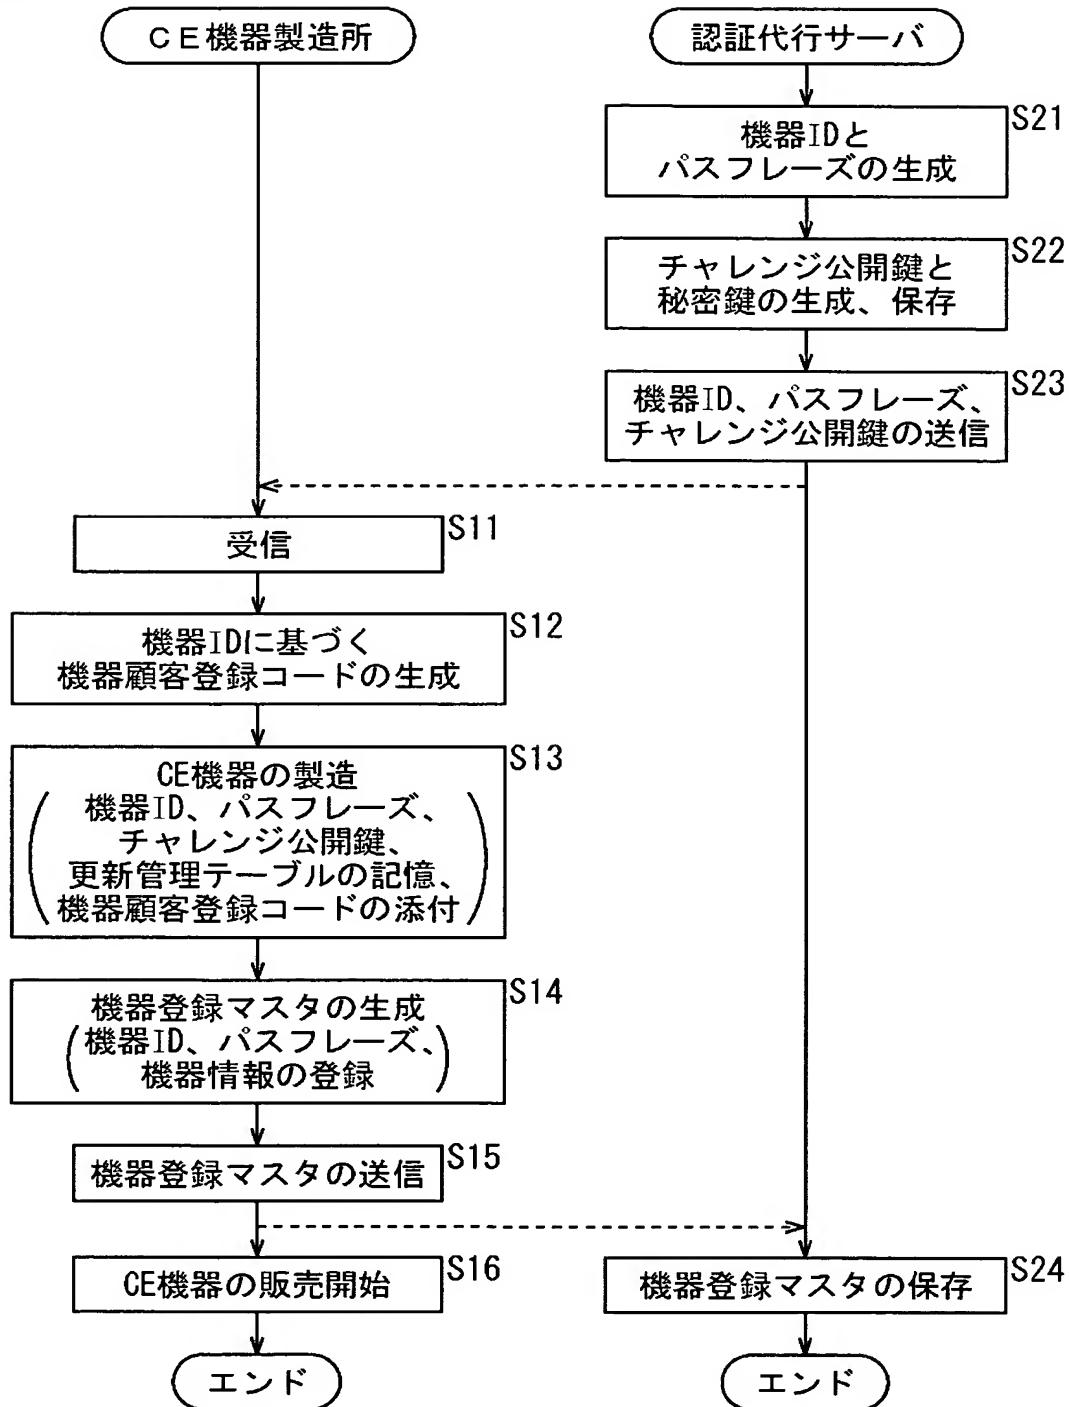 ＣＥ機器製造所
認証代行サーバ
S21
機器IDと
パスフレーズの生成
S22
チャレンジ公開鍵と
秘密鍵の生成、保存
S23
機器ID、パスフレーズ、
チャレンジ公開鍵の送信
S11
受信
S12
機器IDに基づく
機器顧客登録コードの生成
S13
CE機器の製造
機器ID、パスフレーズ、
チャレンジ公開鍵、
更新管理テーブルの記憶、
機器顧客登録コードの添付
S14
機器登録マスタの生成
機器ID、パスフレーズ、
機器情報の登録
S15
機器登録マスタの送信
S16
CE機器の販売開始
S24
機器登録マスタの保存
エンド
エンド